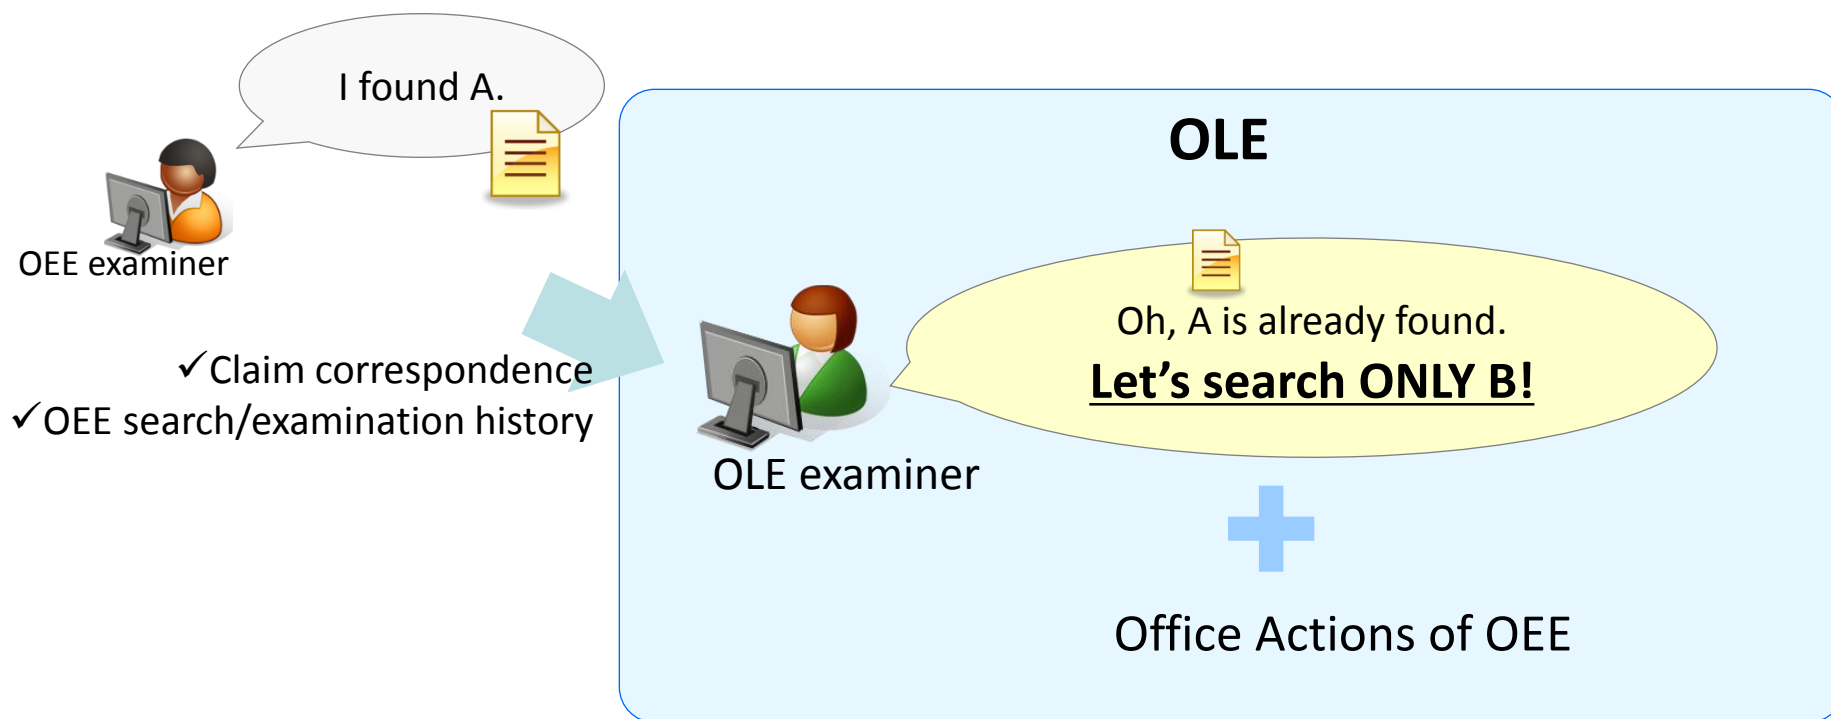 I found A.
OEE examiner
✓Claim correspondence
✓OEE search/examination history
OLE
Oh, A is already found.
Let’s search ONLY B!
OLE examiner
Office Actions of OEE